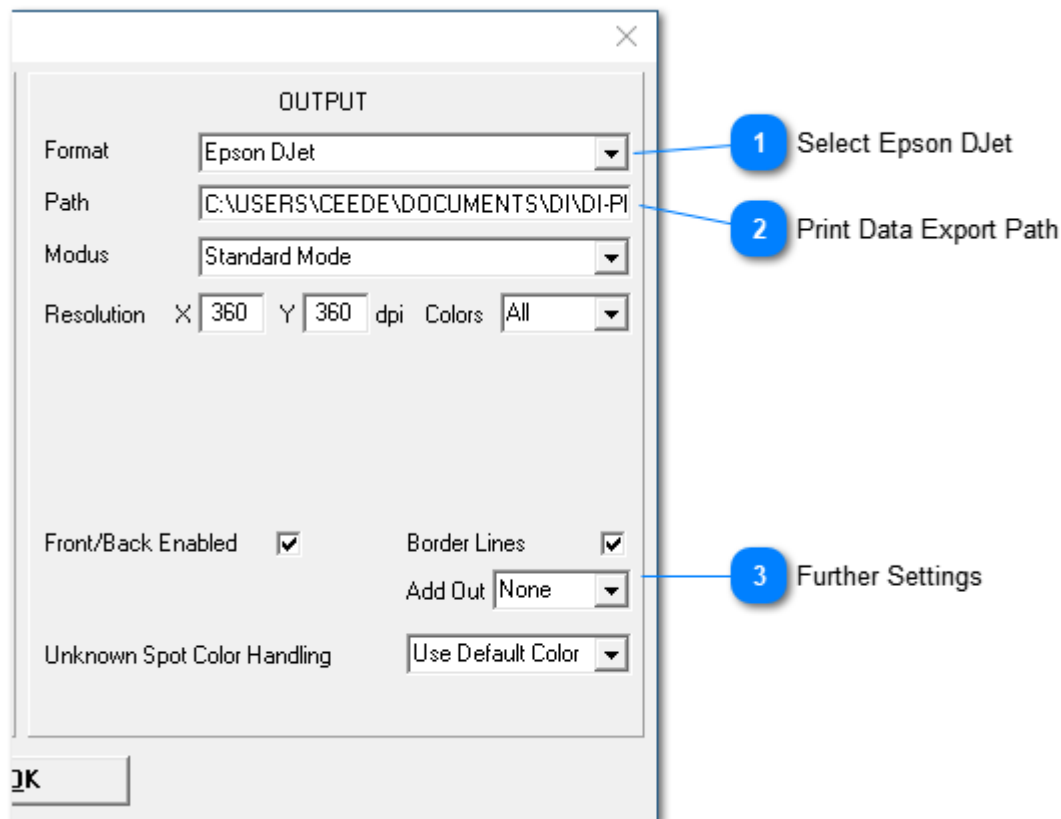 OUTPUT
Format Epson DJet
Path C:\USERS\CEEDE\DOCUMENTS\DI\DI-PI
Modus Standard Mode
Resolution X 360 Y 360 dpi Colors All
Front/Back Enabled Border Lines
Add Out None
Unknown Spot Color Handling Use Default Color
OK
1 Select Epson DJet
2 Print Data Export Path
3 Further Settings